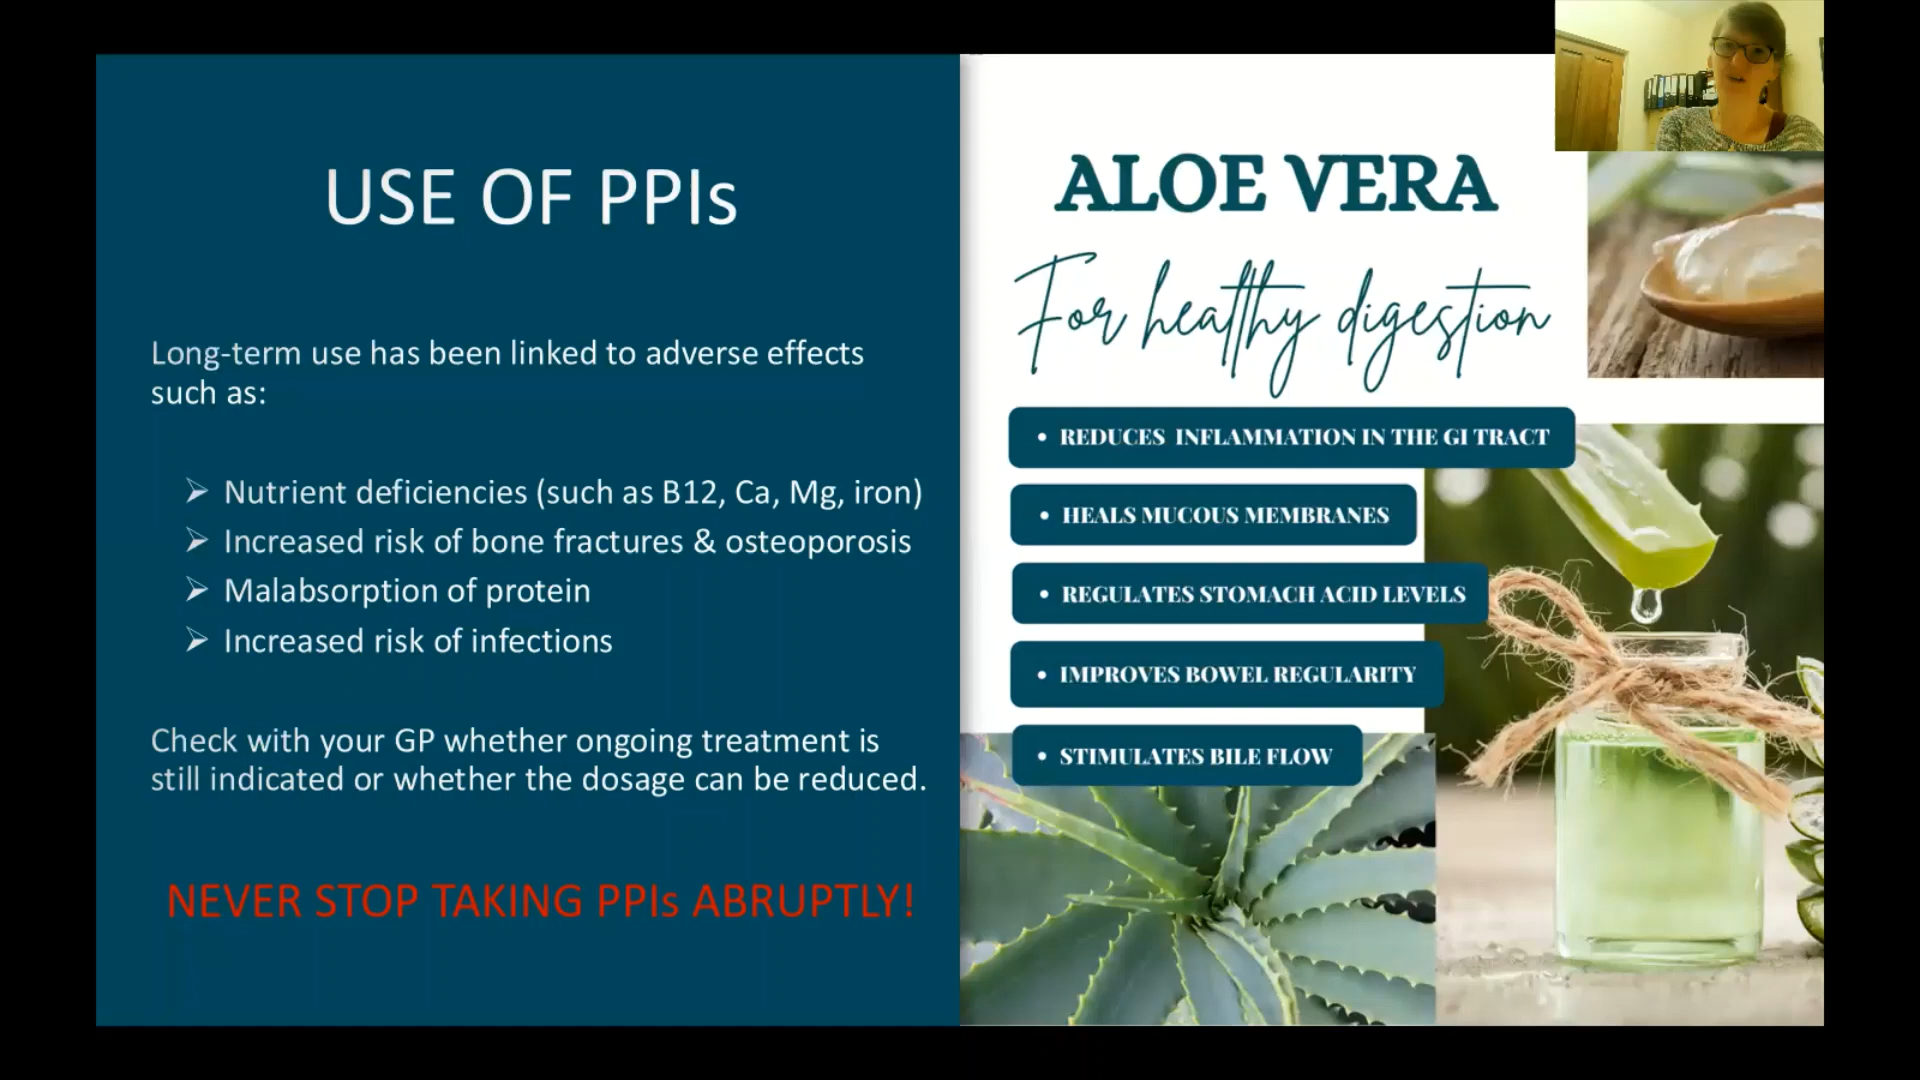 USE OF PPIs
Long-term use has been linked to adverse effects
such as:
➢ Nutrient deficiencies (such as B12, Ca, Mg, iron)
➢ Increased risk of bone fractures & osteoporosis
➢ Malabsorption of protein
➢ Increased risk of infections
Check with your GP whether ongoing treatment is
still indicated or whether the dosage can be reduced.
NEVER STOP TAKING PPIs ABRUPTLY!
ALOE VERA
For healthy digestion
• REDUCES INFLAMMATION IN THE GI TRACT
• HEALS MUCOUS MEMBRANES
• REGULATES STOMACH ACID LEVELS
• IMPROVES BOWEL REGULARITY
• STIMULATES BILE FLOW